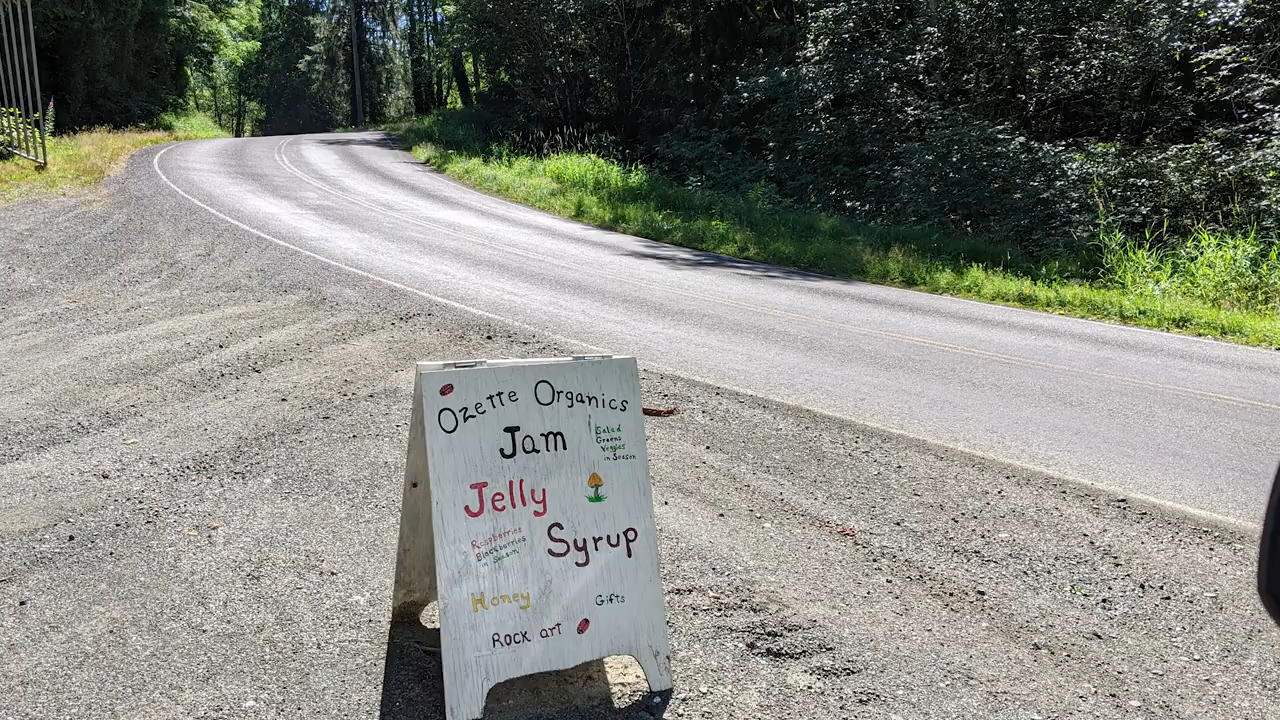 Ozette Organics
Jam
Salad
Greens
Veggies
in Season
Jelly
Raspberries
Blackberries
in Season
Syrup
Honey
Gifts
Rock art